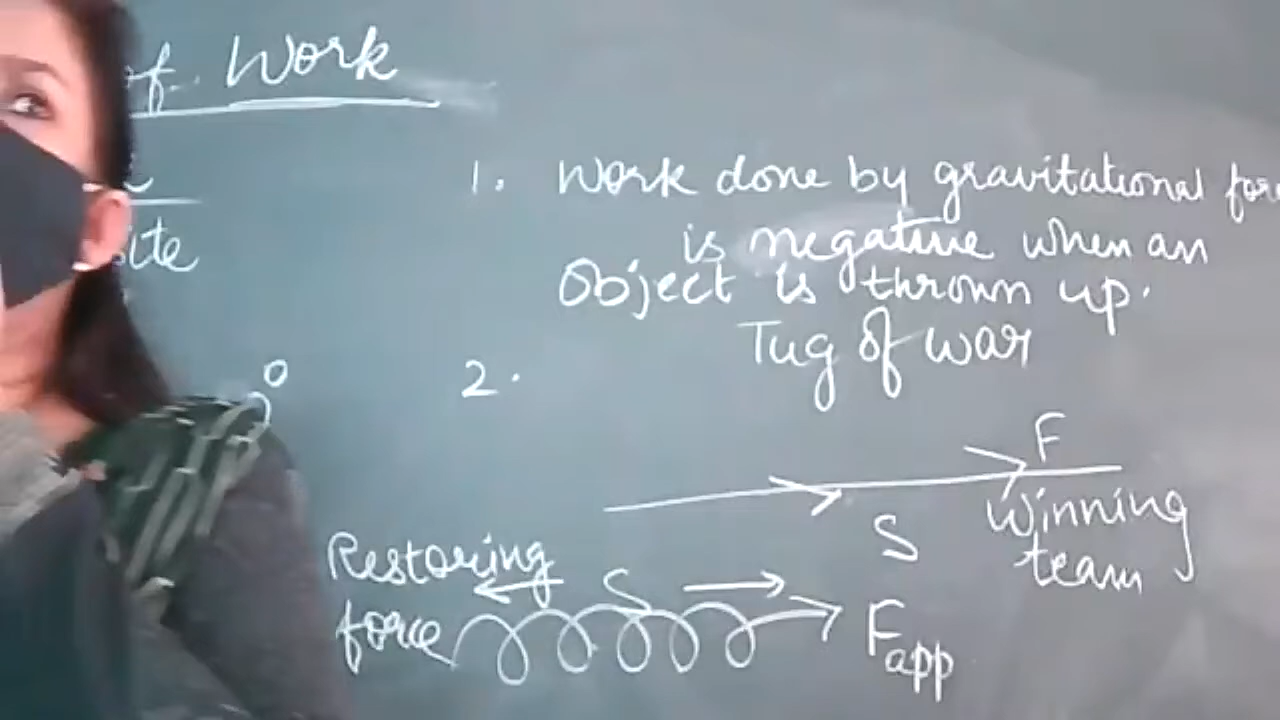 of Work
1. Work done by gravitational
is negative when an
Object is thrown up.
Tug of war
2.
F
S
Winning
team
Restoring
force
S
Fapp